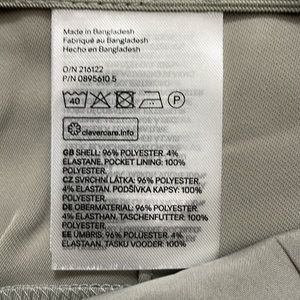 Made in Bangladesh
Fabriqué au Bangladesh
Hecho en Bangladesh
O/N 216122
P/N 0895610.5
40
P
clevercare.info
GB SHELL: 96% POLYESTER. 4%
ELASTANE. POCKET LINING: 100%
POLYESTER.
CZ SVRCHNÍ LÁTKA: 96% POLYESTER.
4% ELASTAN. PODŠÍVKA KAPSY: 100%
POLYESTER.
DE OBERMATERIAL: 96% POLYESTER.
4% ELASTHAN. TASCHENFUTTER: 100%
POLYESTER.
EE ÜMBRIS: 96% POLÜESTER. 4%
ELASTAAN, TASKU VOODER: 100%